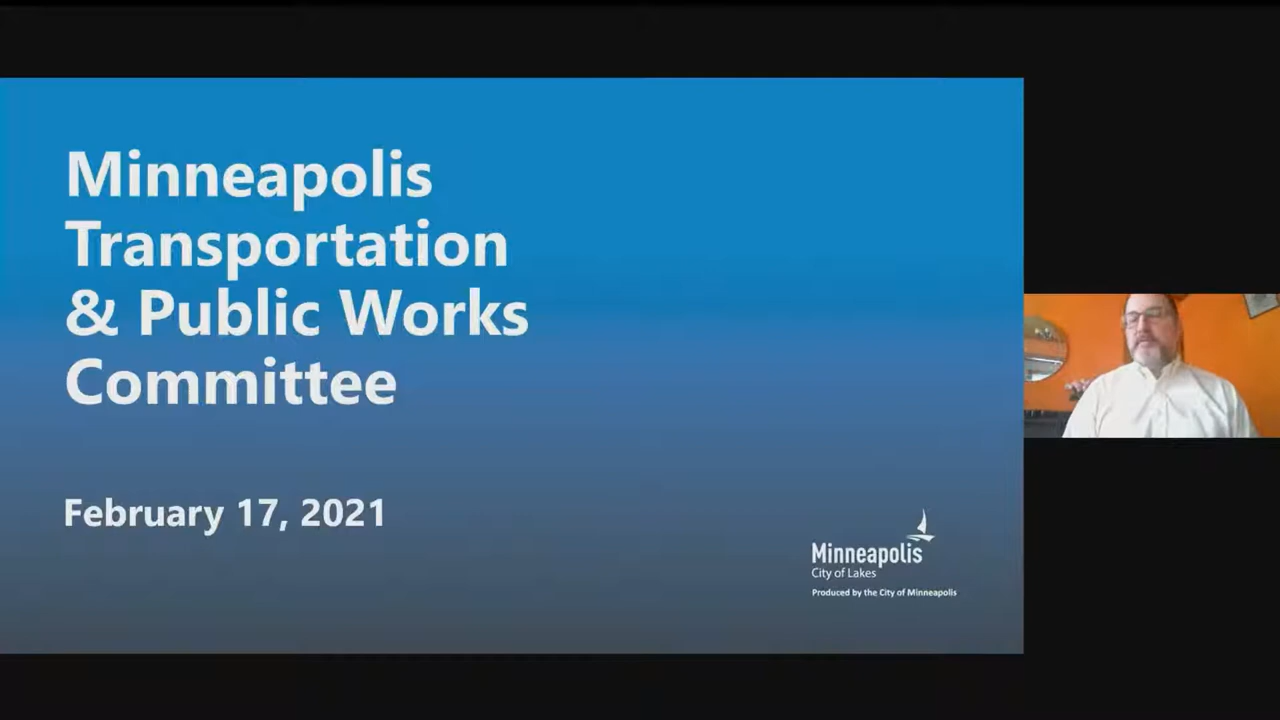 Minneapolis
Transportation
& Public Works
Committee
February 17, 2021
Minneapolis
City of Lakes
Produced by the City of Minneapolis